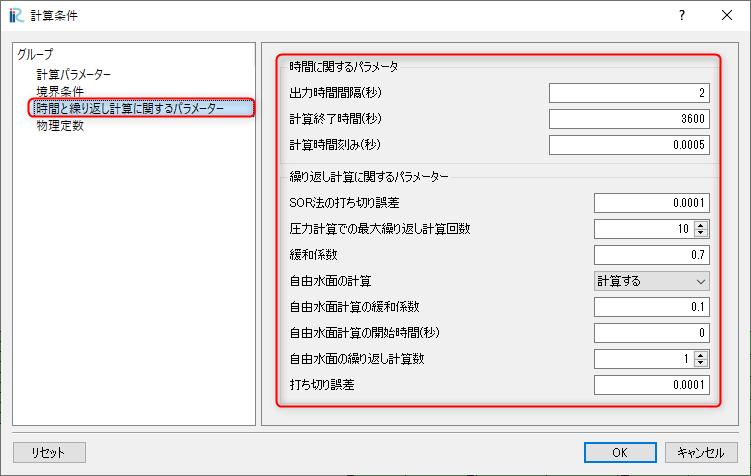 計算条件
グループ
計算パラメーター
境界条件
時間と繰り返し計算に関するパラメーター
物理定数
時間に関するパラメータ
出力時間間隔(秒) 2
計算終了時間(秒) 3600
計算時間刻み(秒) 0.0005
繰り返し計算に関するパラメーター
SOR法の打ち切り誤差 0.0001
圧力計算での最大繰り返し計算回数 10
緩和係数 0.7
自由水面の計算 計算する
自由水面計算の緩和係数 0.1
自由水面計算の開始時間(秒) 0
自由水面の繰り返し計算数 1
打ち切り誤差 0.0001
リセット OK キャンセル